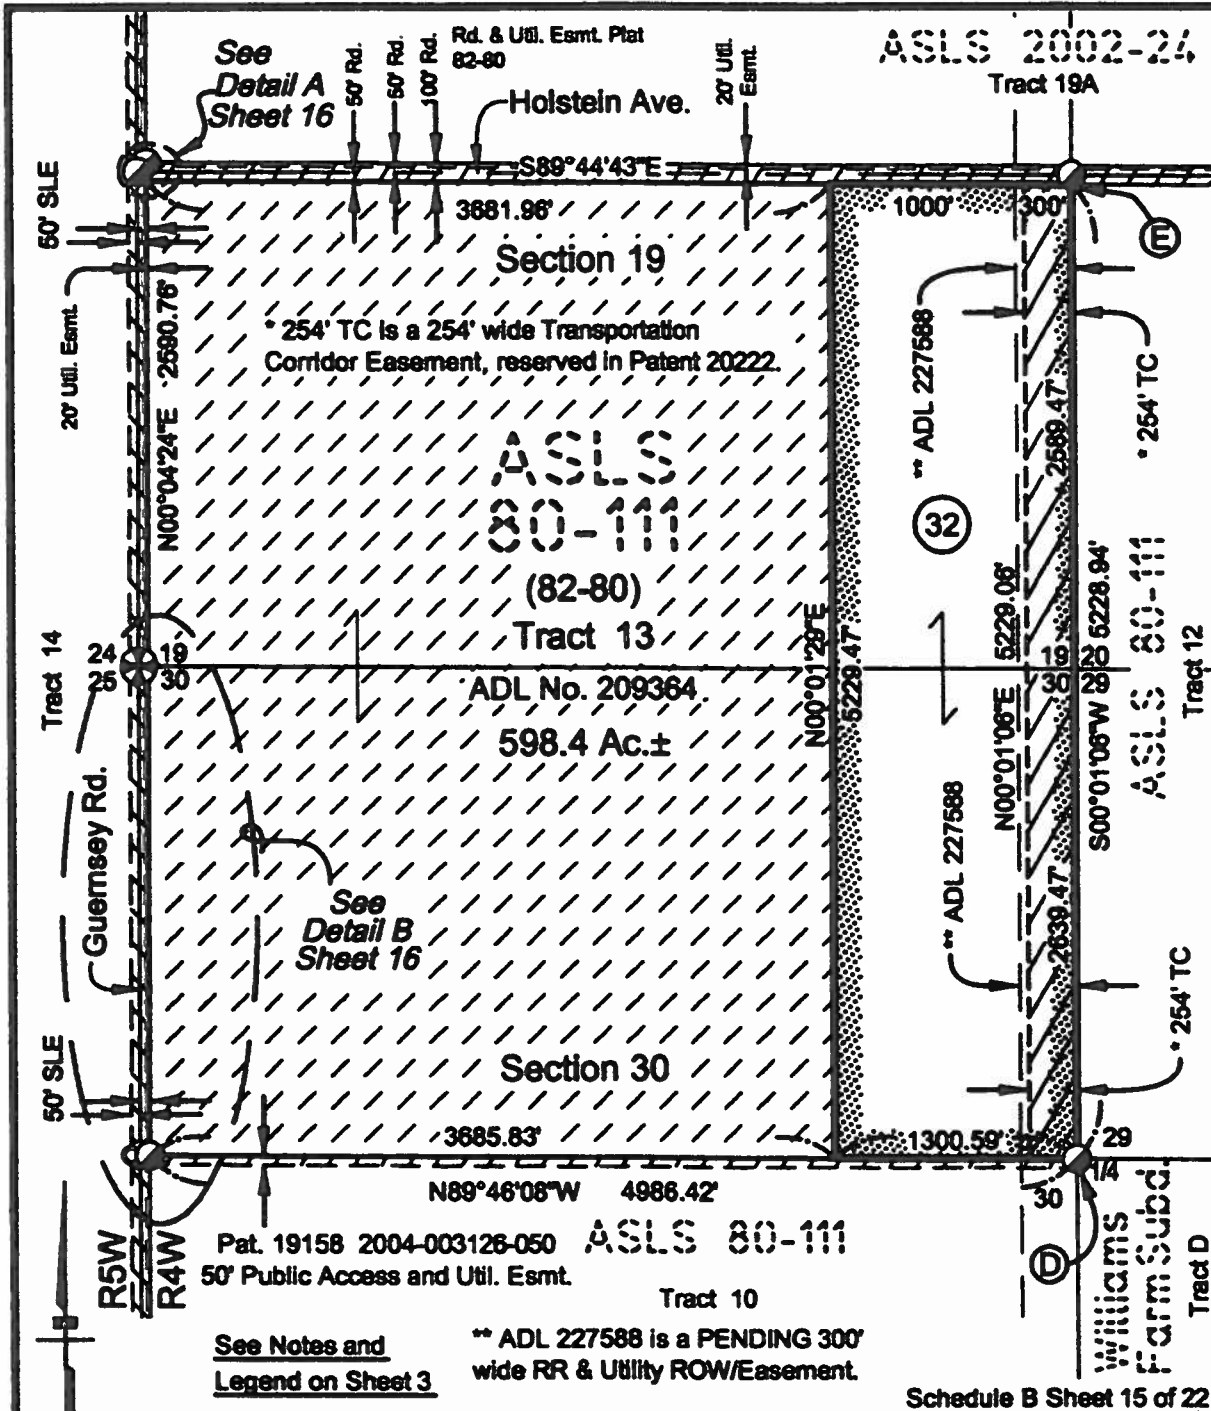 See
Detail A
Sheet 16
50' Rd.
50' Rd.
100' Rd.
Rd. & Util. Esmt. Plat
82-80
Holstein Ave.
20' Util.
Esmt.
ASLS 2002-24
Tract 19A
S89°44'43"E
50' SLE
3681.96'
1000'
300'
E
Section 19
20' Util. Esmt.
N00°04'24"E 2590.76'
* 254' TC is a 254' wide Transportation
Corridor Easement, reserved in Patent 20222.
** ADL 227588
* 254' TC
2589.47'
ASLS
80-111
32
(82-80)
Tract 13
N00°01'29"E
5229.47'
N00°01'06"E 5229.06'
S00°01'06"W 5228.94'
ASLS 80-111
Tract 12
Tract 14
24 19
25 30
19 20
30 29
ADL No. 209364
598.4 Ac.±
Guernsey Rd.
See
Detail B
Sheet 16
** ADL 227588
2639.47'
* 254' TC
Section 30
50' SLE
3685.83'
1300.59'
29
1/4
30
N89°46'08"W 4986.42'
R5W
R4W
Pat. 19158 2004-003126-050
50' Public Access and Util. Esmt.
ASLS 80-111
Tract 10
D
Williams
Farm Subd.
Tract D
See Notes and
Legend on Sheet 3
** ADL 227588 is a PENDING 300'
wide RR & Utility ROW/Easement.
Schedule B Sheet 15 of 22